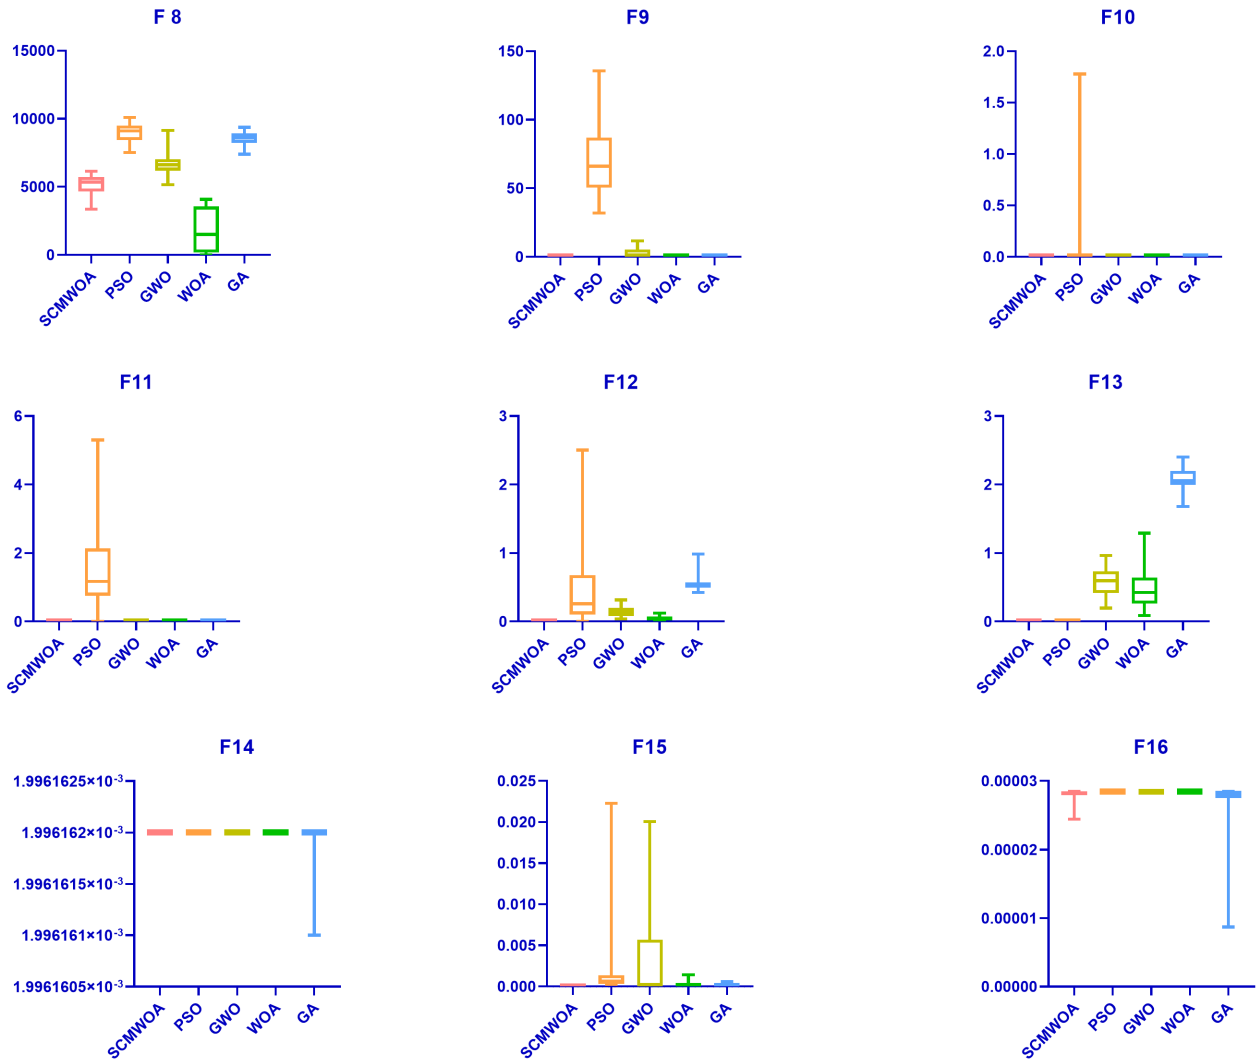 F 8
F9
F10
15000
10000
5000
0
SCMWOA
PSO
GWO
WOA
GA
150
100
50
0
SCMWOA
PSO
GWO
WOA
GA
2.0
1.5
1.0
0.5
0.0
SCMWOA
PSO
GWO
WOA
GA
F11
F12
F13
6
4
2
0
SCMWOA
PSO
GWO
WOA
GA
3
2
1
0
SCMWOA
PSO
GWO
WOA
GA
3
2
1
0
SCMWOA
PSO
GWO
WOA
GA
F14
F15
F16
1.9961625×10⁻³
1.996162×10⁻³
1.9961615×10⁻³
1.996161×10⁻³
1.9961605×10⁻³
SCMWOA
PSO
GWO
WOA
GA
0.025
0.020
0.015
0.010
0.005
0.000
SCMWOA
PSO
GWO
WOA
GA
0.00003
0.00002
0.00001
0.00000
SCMWOA
PSO
GWO
WOA
GA